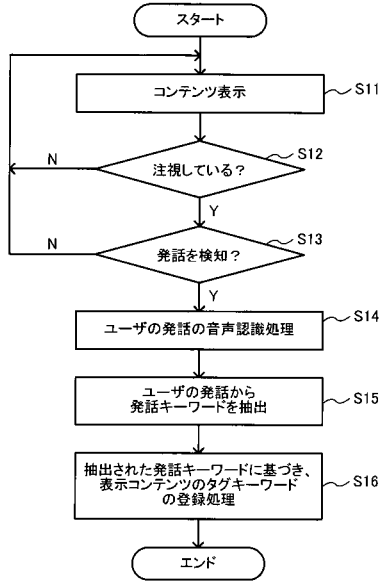 スタート
コンテンツ表示
S11
注視している?
S12
N
Y
発話を検知?
S13
N
Y
ユーザの発話の音声認識処理
S14
ユーザの発話から
発話キーワードを抽出
S15
抽出された発話キーワードに基づき、
表示コンテンツのタグキーワード
の登録処理
S16
エンド